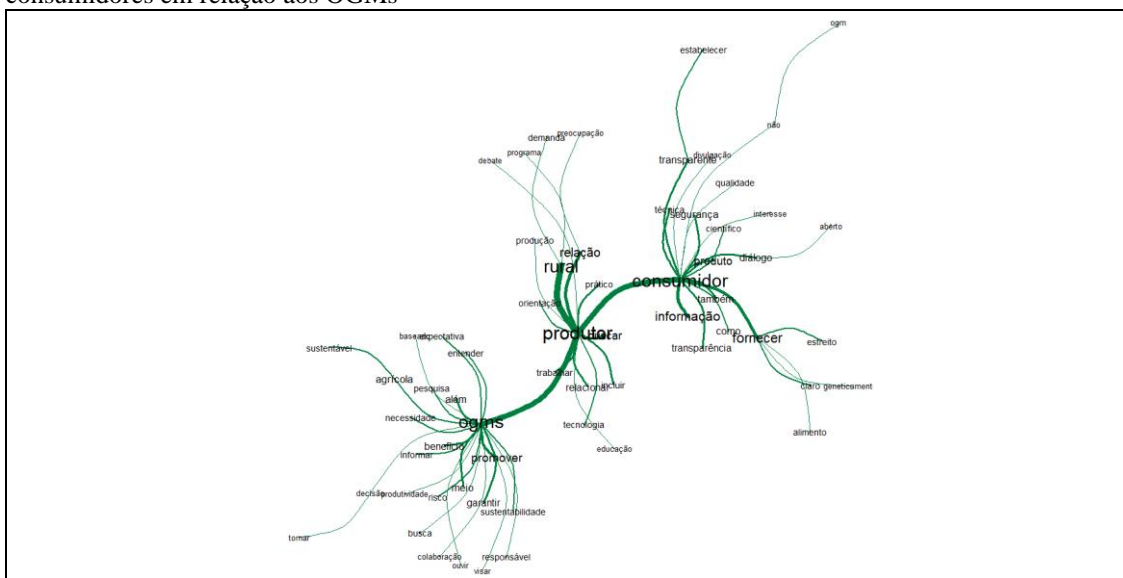 consumidores em relação aos OGMs
ogm
estabelecer
não
preocupação
demanda
programa
debate
divulgação
transparente
qualidade
técnica
segurança
interesse
científico
aberto
produção
relação
rural
produto
diálogo
consumidor
prático
também
orientação
informação
como
produtor
fornecer
estreito
transparência
expectativa
sustentável
entender
trabalhar
agrícola
relacionar
incluir
claro
geneticament
pesquisa
além
necessidade
ogms
tecnologia
alimento
benefício
educação
informar
promover
meio
decisão
produtividade
risco
garantir
sustentabilidade
busca
tomar
colaboração
responsável
ouvir
visar